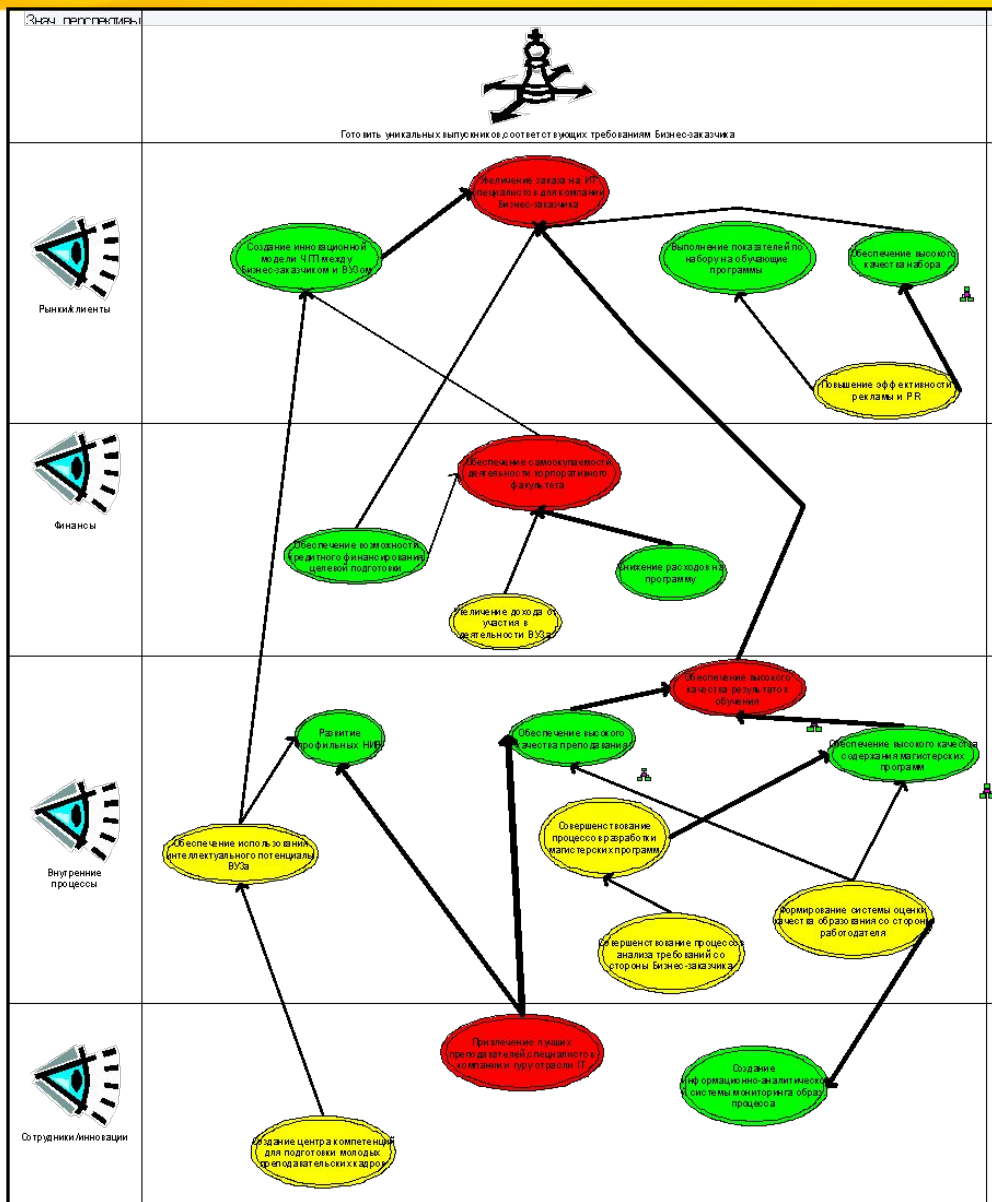 Знач. перспективы
Готовить уникальных выпускников,соответствующих требованиям Бизнес-заказчика
Увеличение заказа на ИТ
специалистов для компании
Бизнес-заказчика
Создание инновационной
модели ЧГП между
Бизнес-заказчиком и ВУЗом
Выполнение показателей по
набору на обучающие
программы
Обеспечение высокого
качества набора
Рынки/клиенты
Повышение эффективности
рекламы и PR
Обеспечение самоокупаемости
деятельности корпоративного
факультета
Финансы
Обеспечение возможности
кредитного финансирования
целевой подготовки
Снижение расходов на
программу
Увеличение дохода от
участия в
деятельности ВУЗа
Обеспечение высокого
качества результатов
обучения
Развитие
профильных НИР
Обеспечение высокого
качества преподавания
Обеспечение высокого качества
содержания магистерских
программ
Совершенствование
процессов разработки
магистерских программ
Обеспечение использования
интеллектуального потенциалы
ВУЗа
Внутренние
процессы
Формирование системы оценки
качества образования со стороны
работодателя
Совершенствование процессов
анализа требований со
стороны Бизнес-заказчика
Привлечение лучших
преподавателей,специалистов
компании и гуру отрасли IT
Создание
информационно-аналитической
системы мониторинга образ
процесса
Сотрудники/инновации
Создание центра компетенций
для подготовки молодых
преподавательских кадров